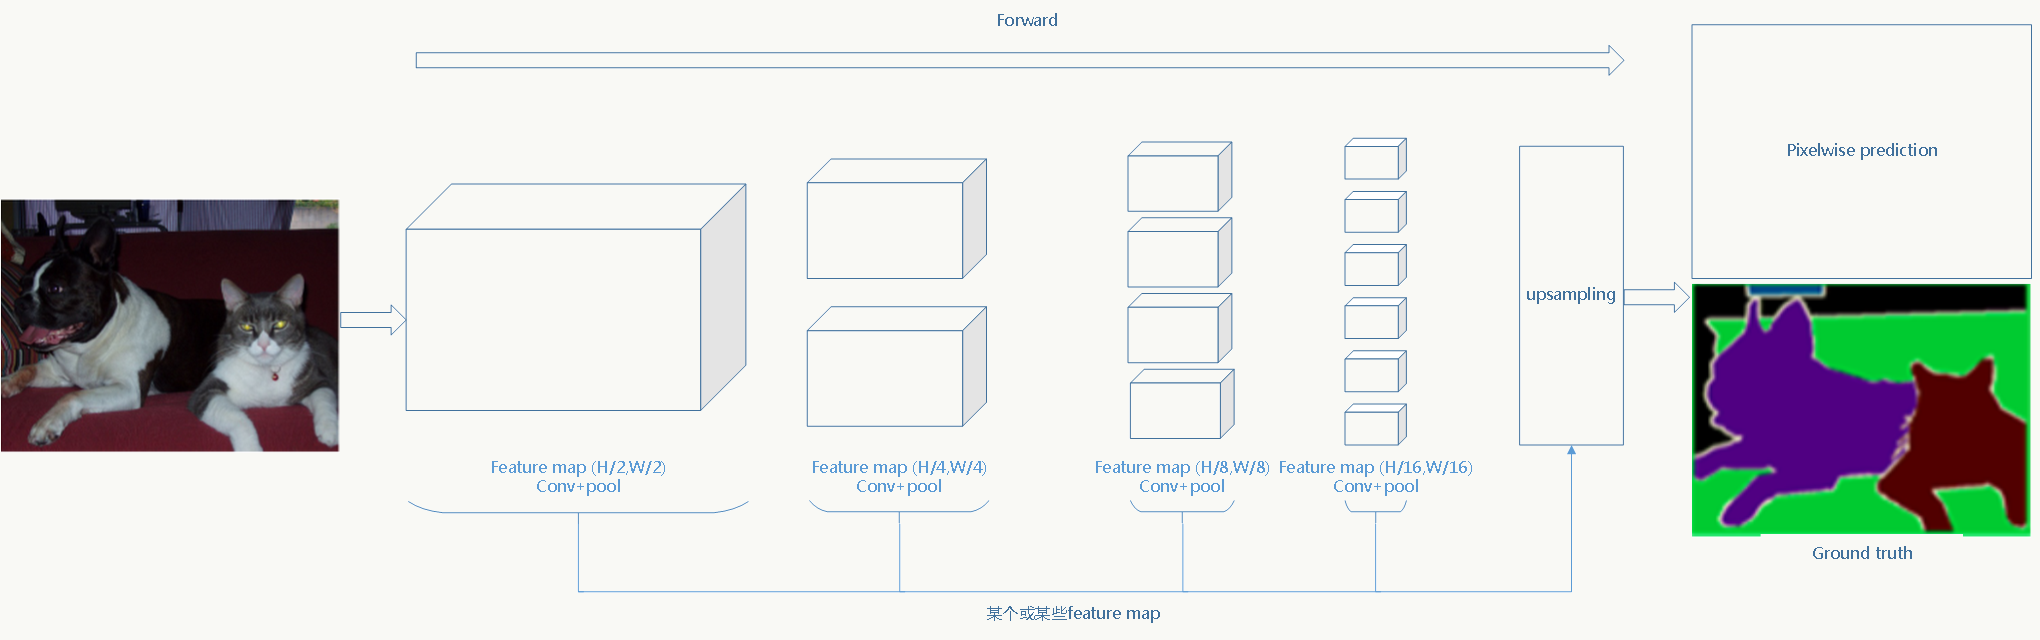 Forward
Pixelwise prediction
upsampling
Feature map (H/2,W/2)
Conv+pool
Feature map (H/4,W/4)
Conv+pool
Feature map (H/8,W/8)
Conv+pool
Feature map (H/16,W/16)
Conv+pool
Ground truth
某个或某些feature map